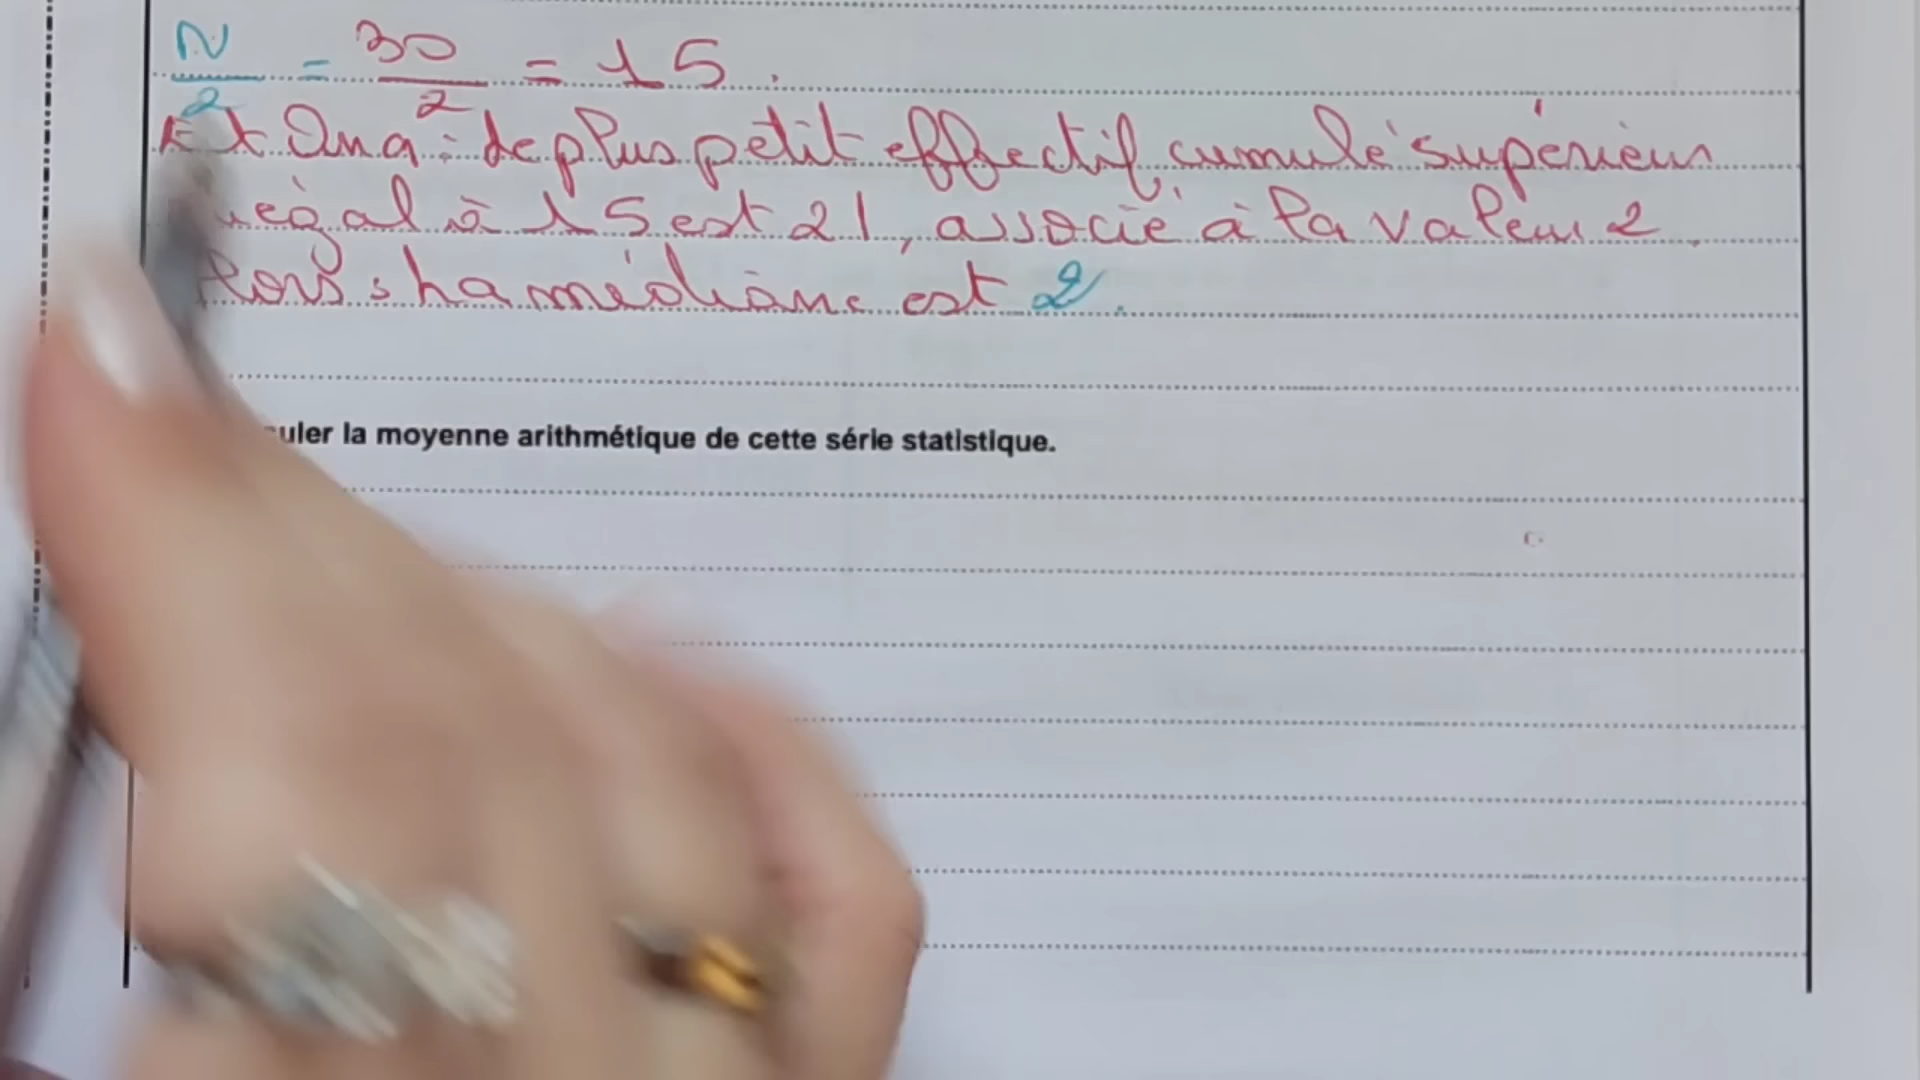 N/2 = 30/2 = 15.
Et On a : Le plus petit effectif cumulé supérieur
égal à 15 est 21, associé à la valeur 2.
lors : La médiane est 2.
uler la moyenne arithmétique de cette série statistique.